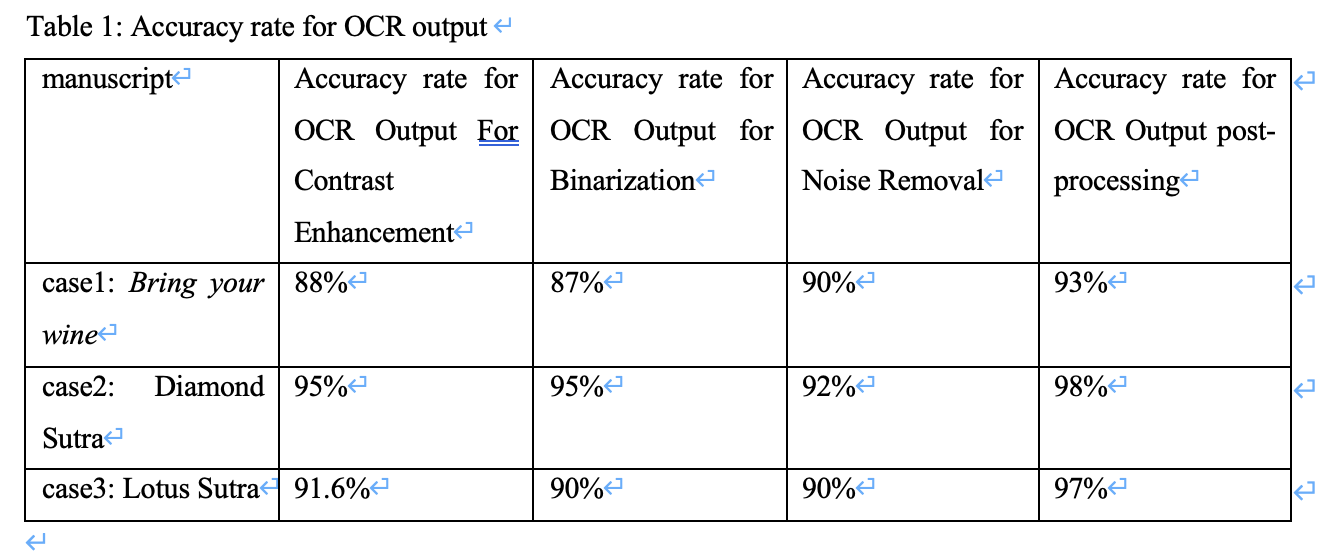 Table 1: Accuracy rate for OCR output
manuscript
Accuracy rate for
OCR Output For
Contrast
Enhancement
Accuracy rate for
OCR Output for
Binarization
Accuracy rate for
OCR Output for
Noise Removal
Accuracy rate for
OCR Output post-
processing
case1: Bring your
wine
88%
87%
90%
93%
case2: Diamond
Sutra
95%
95%
92%
98%
case3: Lotus Sutra
91.6%
90%
90%
97%